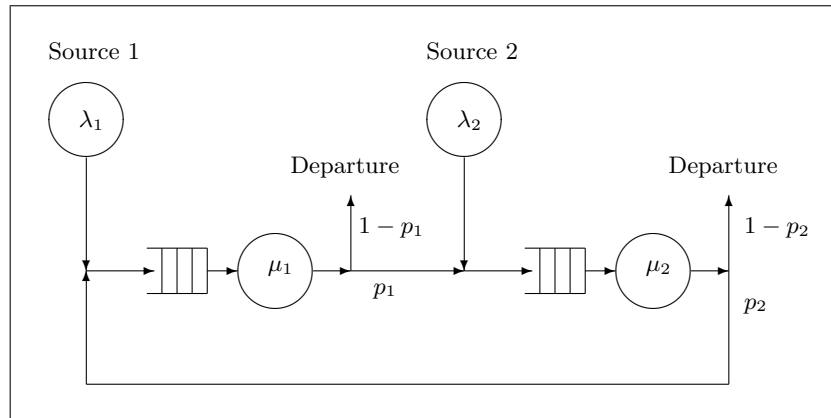 Source 1
Source 2
λ₁
λ₂
Departure
Departure
1 − p₁
1 − p₂
μ₁
μ₂
p₁
p₂